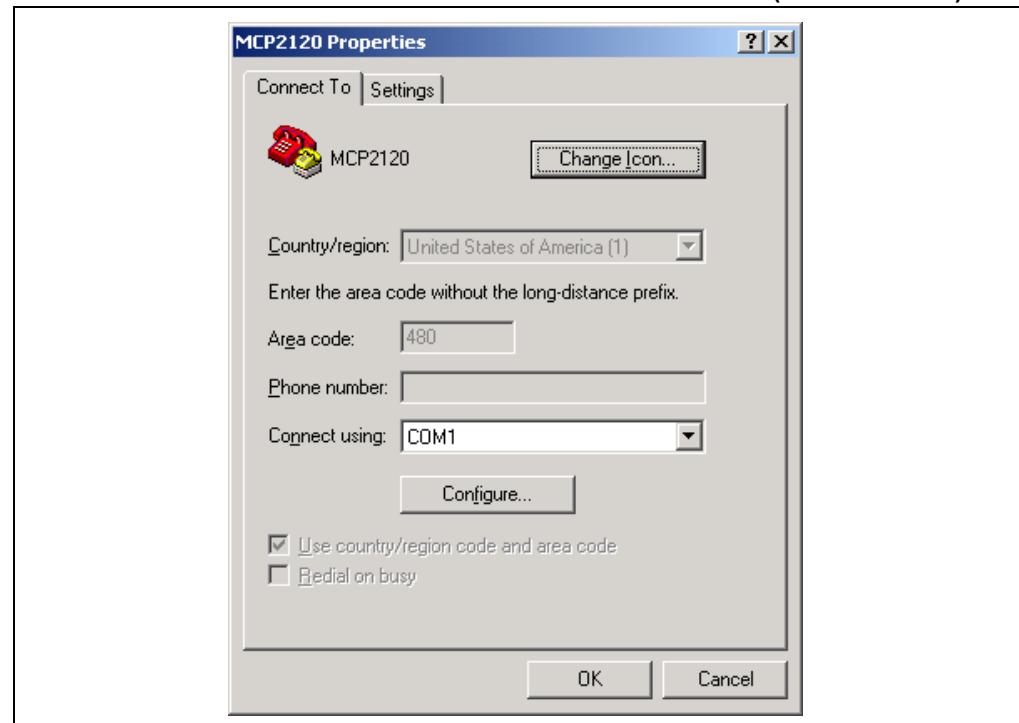 MCP2120 Properties
Connect To Settings
MCP2120 Change Icon...
Country/region: United States of America (1)
Enter the area code without the long-distance prefix.
Area code: 480
Phone number:
Connect using: COM1
Configure...
Use country/region code and area code
Redial on busy
OK Cancel